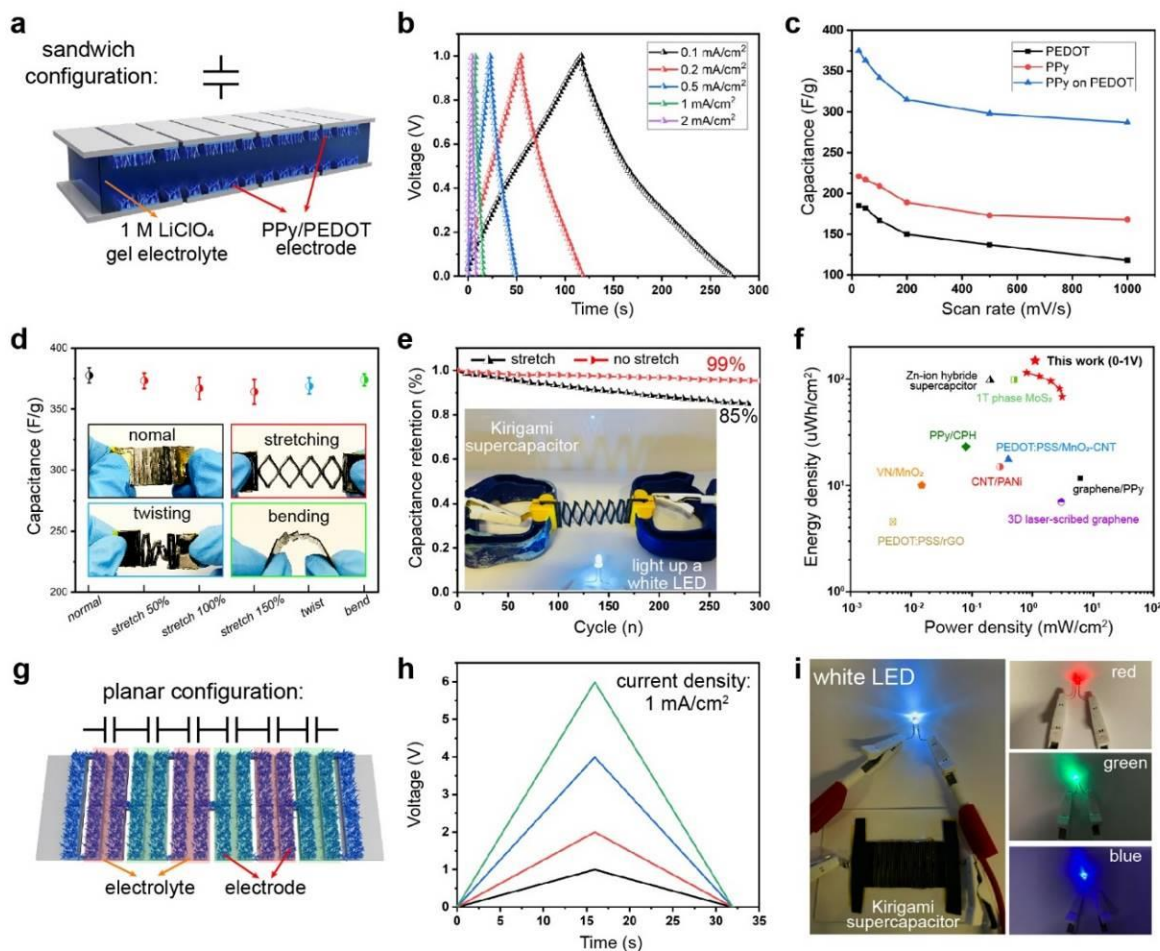 a
sandwich
configuration:
1 M LiClO₄
gel electrolyte
PPy/PEDOT
electrode
b
Voltage (V)
1.0
0.8
0.6
0.4
0.2
0.0
0.1 mA/cm²
0.2 mA/cm²
0.5 mA/cm²
1 mA/cm²
2 mA/cm²
0 50 100 150 200 250 300
Time (s)
c
Capacitance (F/g)
400
350
300
250
200
150
100
PEDOT
PPy
PPy on PEDOT
0 200 400 600 800 1000
Scan rate (mV/s)
d
Capacitance (F/g)
400
350
300
250
200
nomal
stretching
twisting
bending
normal
stretch 50%
stretch 100%
stretch 150%
twist
bend
e
Capacitance retention (%)
1.0
0.8
0.6
0.4
0.2
0.0
stretch
no stretch
99%
85%
Kirigami
supercapacitor
light up a
white LED
0 50 100 150 200 250 300
Cycle (n)
f
Energy density (uWh/cm²)
10²
10¹
10⁰
This work (0-1V)
Zn-ion hybride
supercapcitor
1T phase MoS₂
PPy/CPH
PEDOT:PSS/MnO₂-CNT
VN/MnO₂
CNT/PANi
graphene/PPy
3D laser-scribed graphene
PEDOT:PSS/rGO
10⁻³ 10⁻² 10⁻¹ 10⁰ 10¹ 10²
Power density (mW/cm²)
g
planar configuration:
electrolyte
electrode
h
Voltage (V)
6
5
4
3
2
1
0
current density:
1 mA/cm²
0 5 10 15 20 25 30 35
Time (s)
i
white LED
Kirigami
supercapacitor
red
green
blue